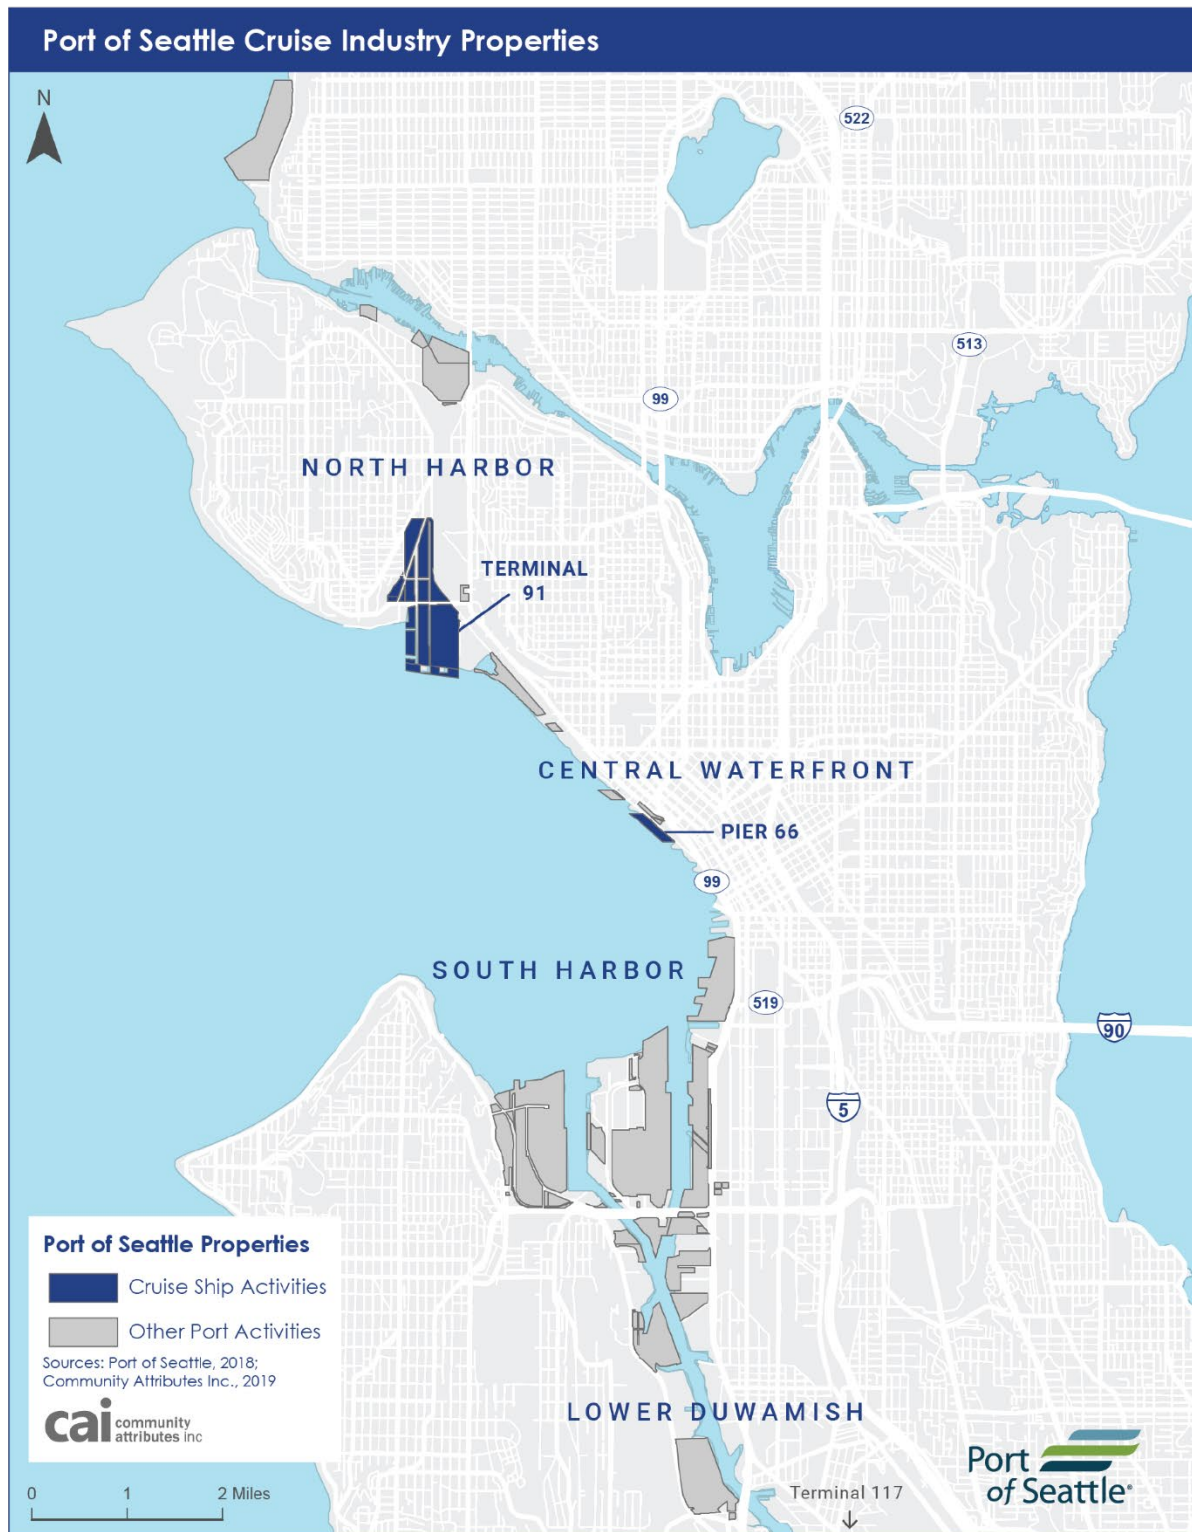 Port of Seattle Cruise Industry Properties
N
522
513
99
NORTH HARBOR
TERMINAL
91
CENTRAL WATERFRONT
PIER 66
99
SOUTH HARBOR
519
90
5
Port of Seattle Properties
Cruise Ship Activities
Other Port Activities
Sources: Port of Seattle, 2018;
Community Attributes Inc., 2019
cai community
attributes inc
LOWER DUWAMISH
0 1 2 Miles
Terminal 117
Port
of Seattle®